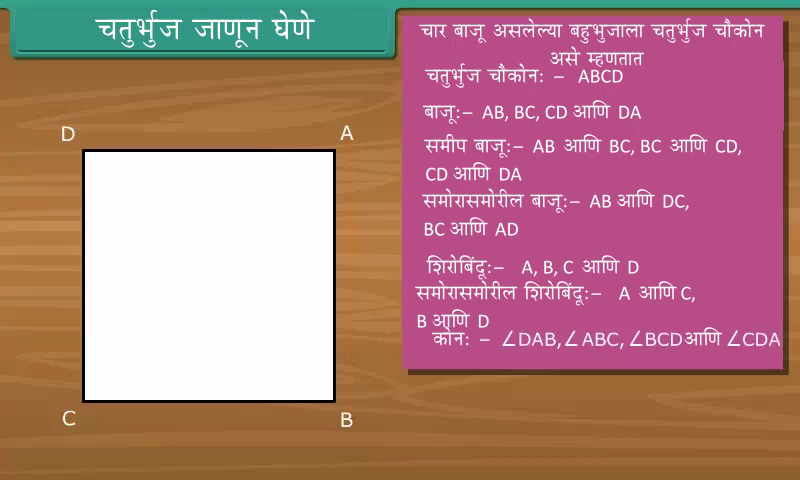 चतुर्भुज जाणून घेणे
चार बाजू असलेल्या बहुभुजाला चतुर्भुज चौकोन
असे म्हणतात
चतुर्भुज चौकोनः – ABCD
बाजूः– AB, BC, CD आणि DA
समीप बाजूः– AB आणि BC, BC आणि CD,
CD आणि DA
समोरासमोरील बाजूः– AB आणि DC,
BC आणि AD
शिरोबिंदूः– A, B, C आणि D
समोरासमोरील शिरोबिंदूः– A आणि C,
B आणि D
कोनः – ∠DAB,∠ABC,∠BCDआणि ∠CDA
D
A
C
B